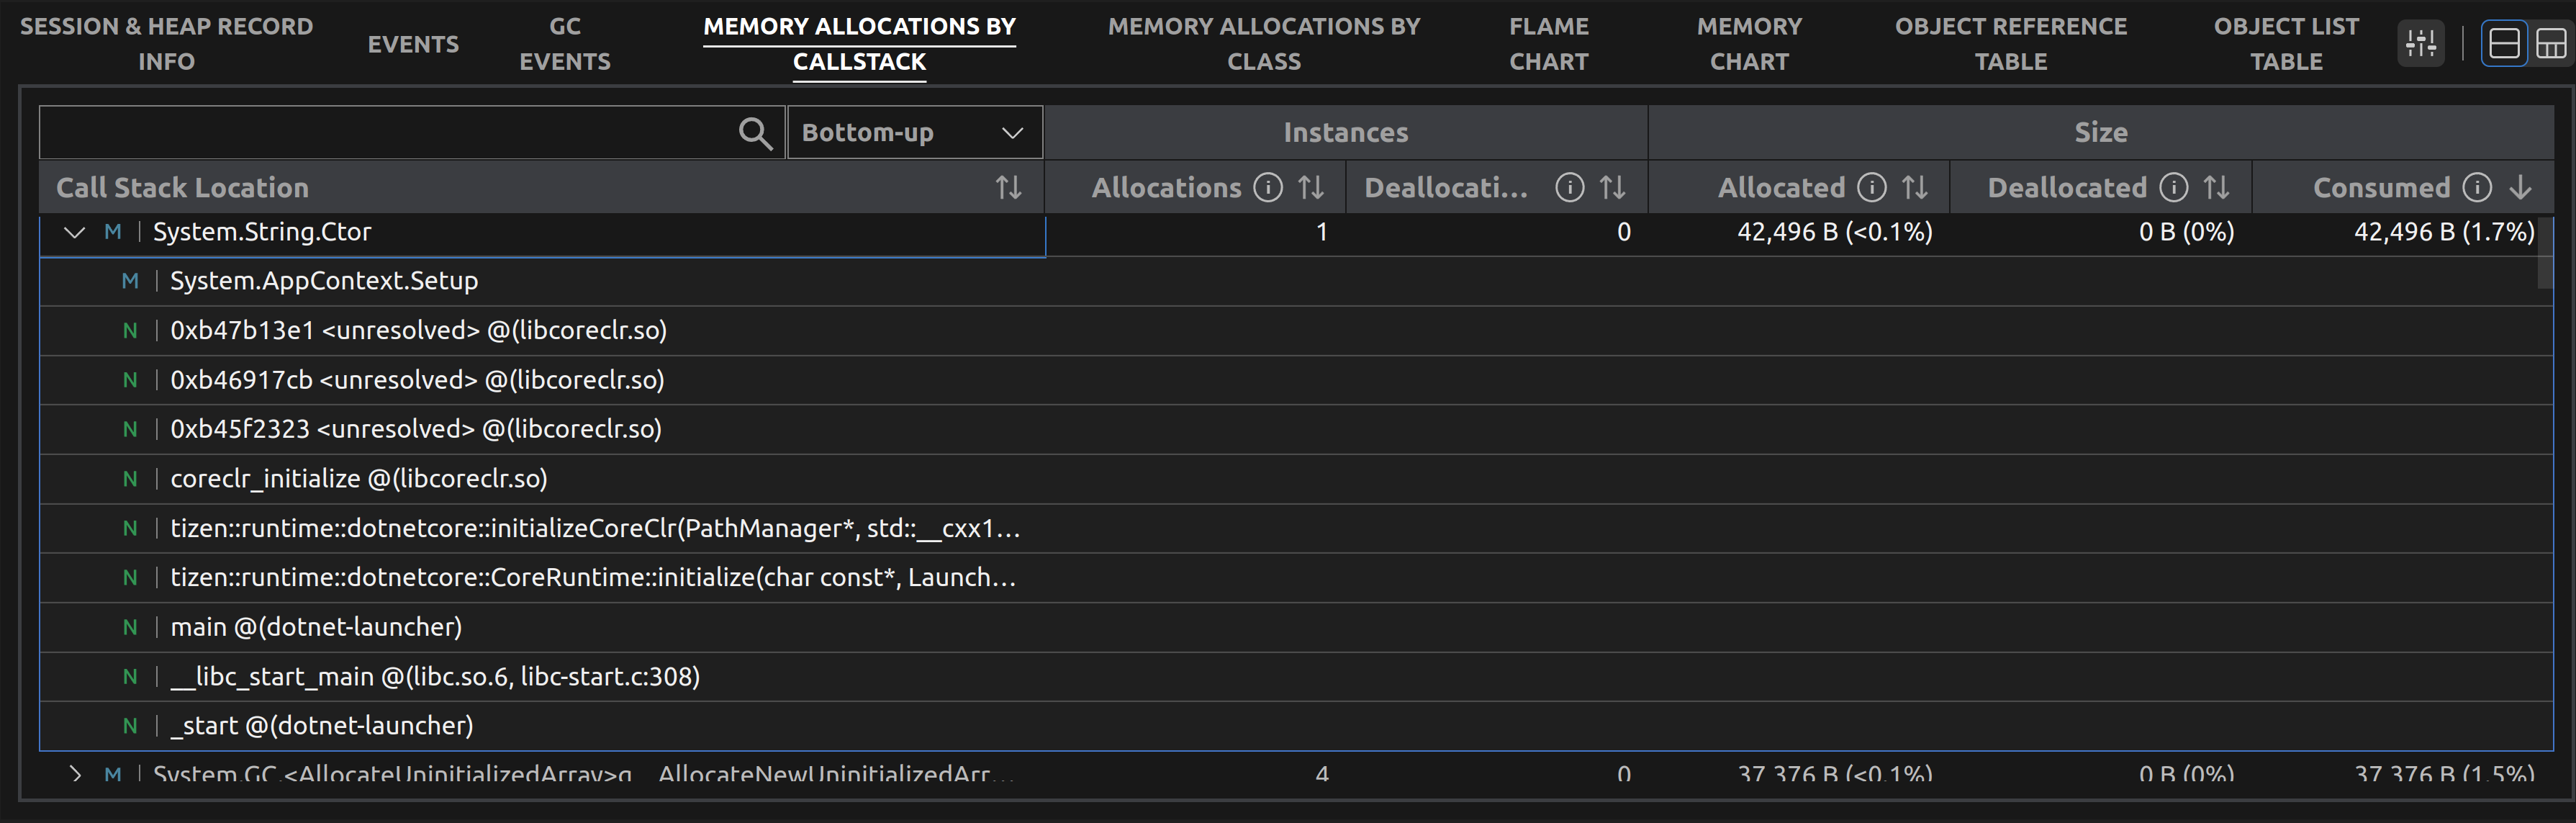 SESSION & HEAP RECORD INFO
EVENTS
GC EVENTS
MEMORY ALLOCATIONS BY CALLSTACK
MEMORY ALLOCATIONS BY CLASS
FLAME CHART
MEMORY CHART
OBJECT REFERENCE TABLE
OBJECT LIST TABLE
Bottom-up Instances Size
Call Stack Location Allocations Deallocati... Allocated Deallocated Consumed
M | System.String.Ctor 1 0 42,496 B (<0.1%) 0 B (0%) 42,496 B (1.7%)
M | System.AppContext.Setup
N | 0xb47b13e1 <unresolved> @(libcoreclr.so)
N | 0xb46917cb <unresolved> @(libcoreclr.so)
N | 0xb45f2323 <unresolved> @(libcoreclr.so)
N | coreclr_initialize @(libcoreclr.so)
N | tizen::runtime::dotnetcore::initializeCoreClr(PathManager*, std::__cxx1...
N | tizen::runtime::dotnetcore::CoreRuntime::initialize(char const*, Launch...
N | main @(dotnet-launcher)
N | __libc_start_main @(libc.so.6, libc-start.c:308)
N | _start @(dotnet-launcher)
M | System.GC.<AllocateUninitializedArray>g__AllocateNewUninitializedArr... 4 0 37,376 B (<0.1%) 0 B (0%) 37,376 B (1.5%)